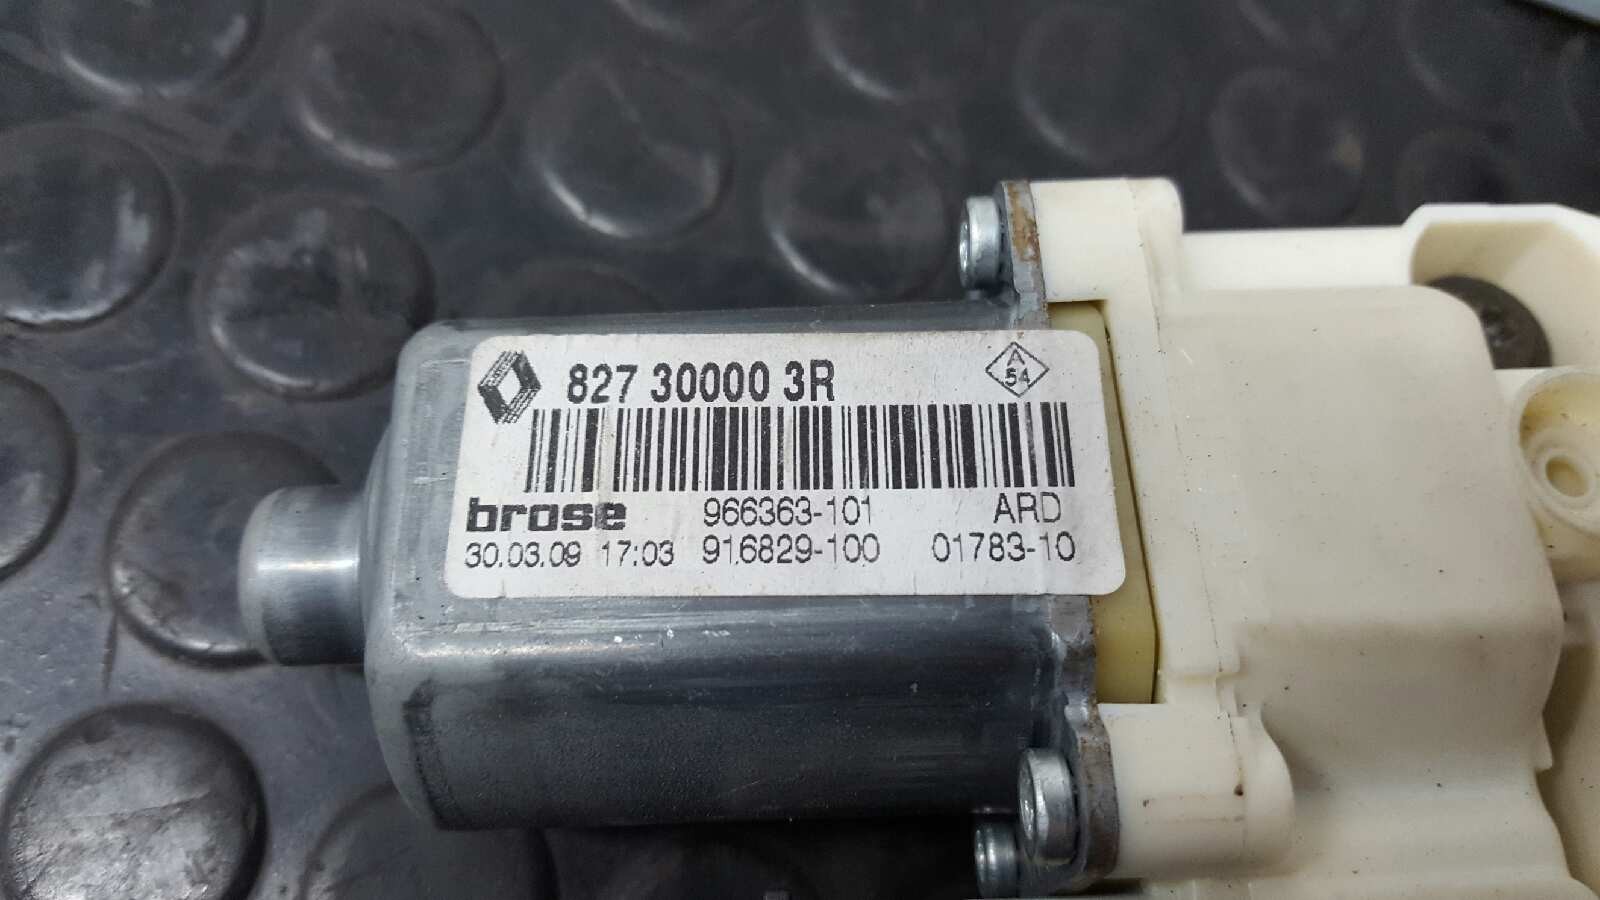 827 30000 3R
A
54
brose 966363-101 ARD
30.03.09 17:03 916829-100 01783-10